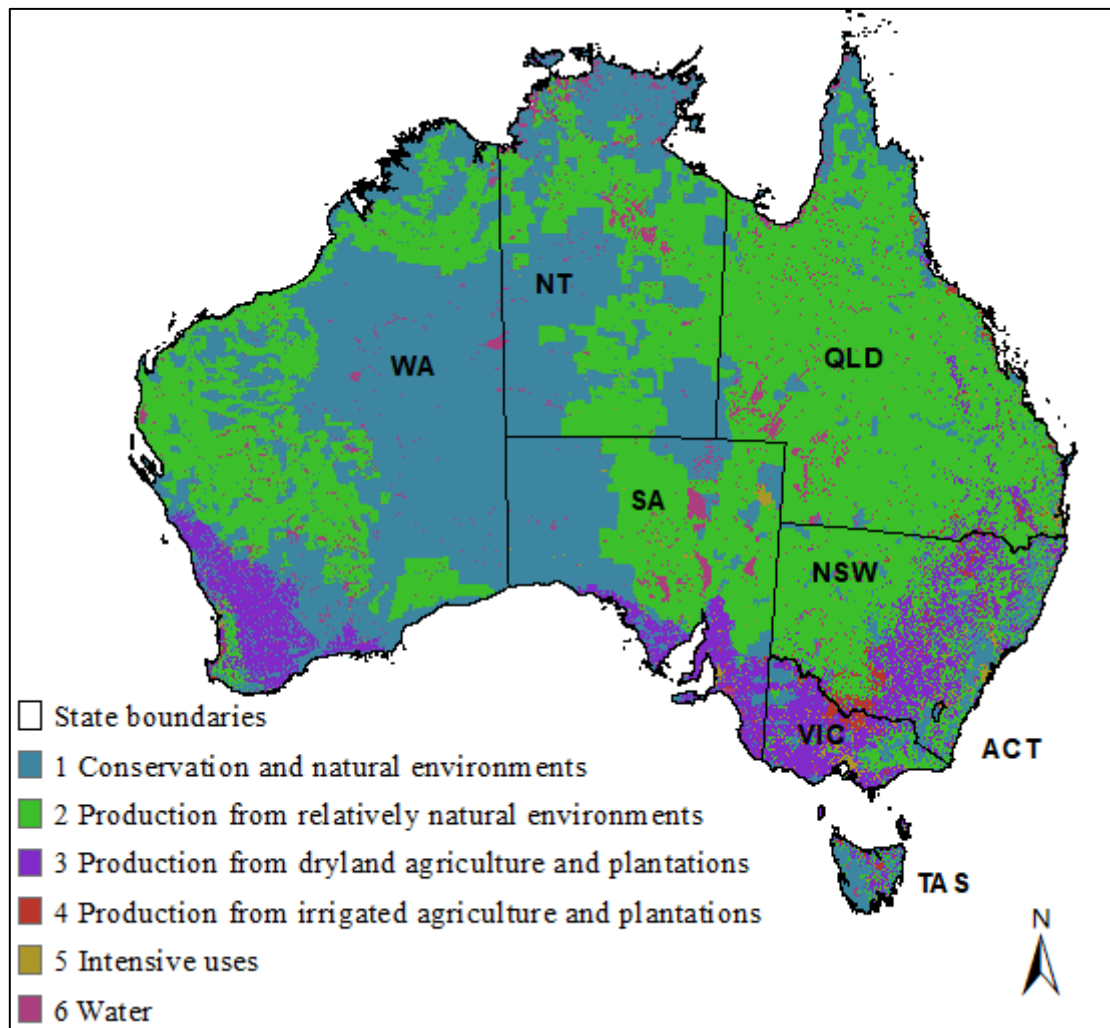 NT
WA
QLD
SA
NSW
VIC
ACT
TAS
N
State boundaries
1 Conservation and natural environments
2 Production from relatively natural environments
3 Production from dryland agriculture and plantations
4 Production from irrigated agriculture and plantations
5 Intensive uses
6 Water